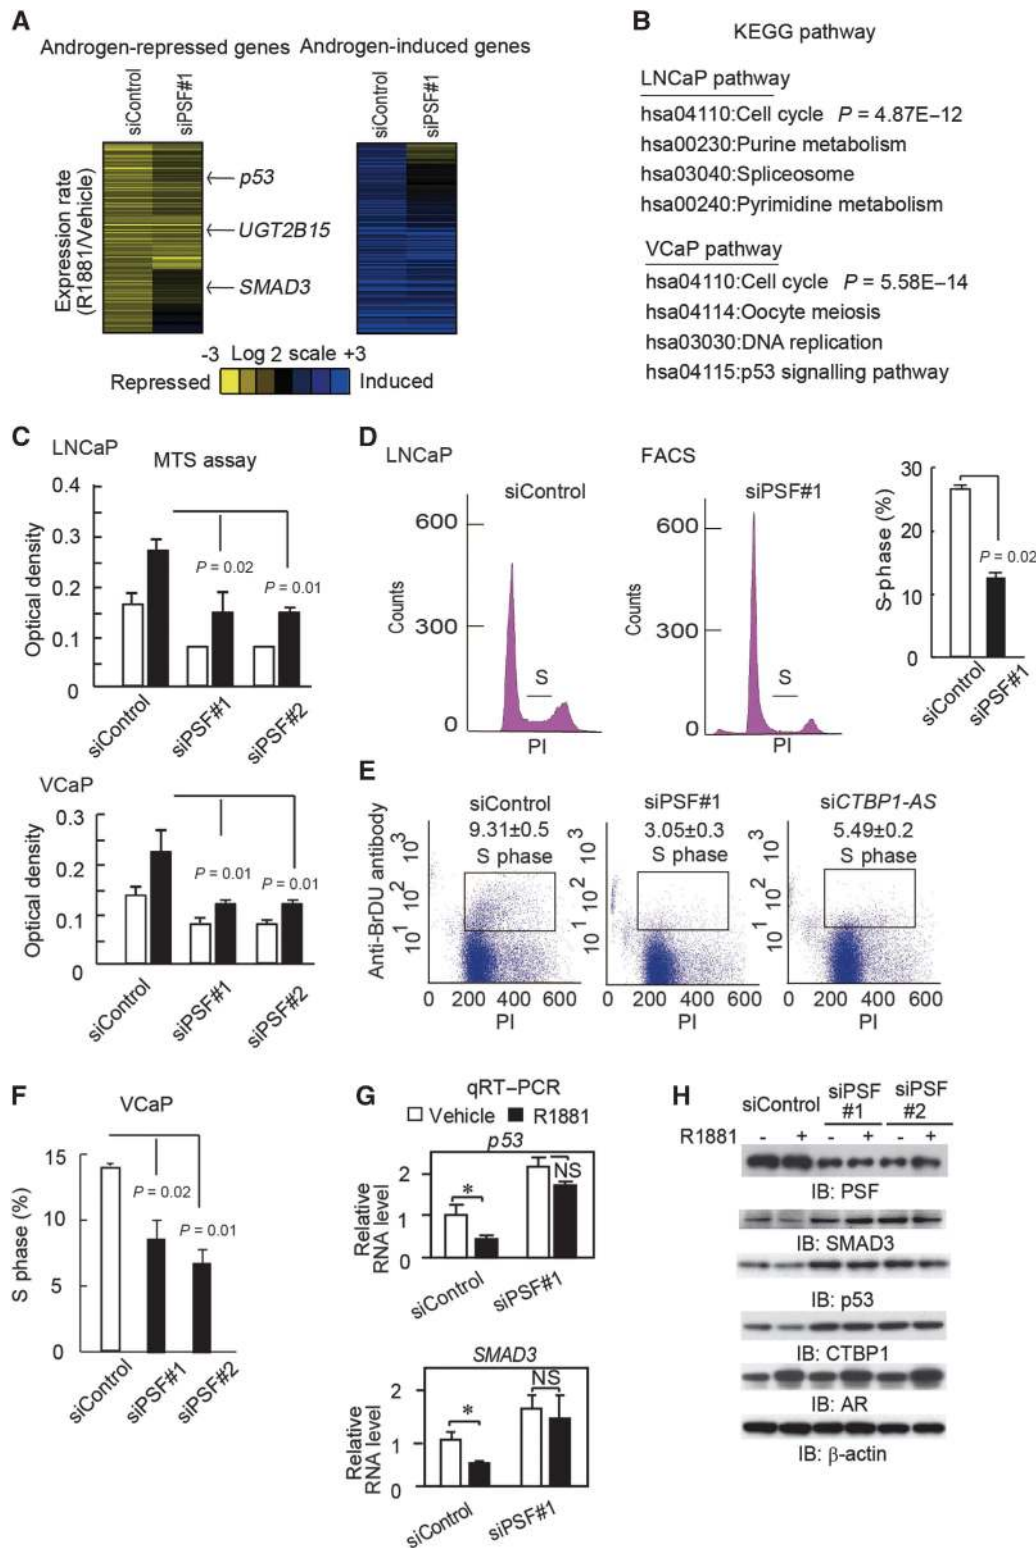 A
Androgen-repressed genes
Androgen-induced genes
siControl
siPSF#1
siControl
siPSF#1
Expression rate
(R1881/Vehicle)
p53
UGT2B15
SMAD3
-3 Log 2 scale +3
Repressed
Induced
B
KEGG pathway
LNCaP pathway
hsa04110:Cell cycle P = 4.87E–12
hsa00230:Purine metabolism
hsa03040:Spliceosome
hsa00240:Pyrimidine metabolism
VCaP pathway
hsa04110:Cell cycle P = 5.58E–14
hsa04114:Oocyte meiosis
hsa03030:DNA replication
hsa04115:p53 signalling pathway
C
LNCaP
MTS assay
Optical density
0.4
0.3
0.2
0.1
0
P = 0.02
P = 0.01
siControl
siPSF#1
siPSF#2
VCaP
Optical density
0.3
0.2
0.1
0
P = 0.01
P = 0.01
siControl
siPSF#1
siPSF#2
D
LNCaP
FACS
siControl
Counts
600
300
0
S
PI
siPSF#1
Counts
600
300
0
S
PI
S-phase (%)
30
20
10
0
P = 0.02
siControl
siPSF#1
E
Anti-BrDU antibody
siControl
9.31±0.5
S phase
10³
10²
10¹
0 200 400 600
PI
siPSF#1
3.05±0.3
S phase
10³
10²
10¹
0 200 400 600
PI
siCTBP1-AS
5.49±0.2
S phase
10³
10²
10¹
0 200 400 600
PI
F
VCaP
S phase (%)
15
10
5
0
P = 0.02
P = 0.01
siControl
siPSF#1
siPSF#2
G
qRT–PCR
Vehicle
R1881
p53
Relative
RNA level
2
1
0
*
NS
siControl
siPSF#1
SMAD3
Relative
RNA level
2
1
0
*
NS
siControl
siPSF#1
H
siControl
siPSF
#1
siPSF
#2
R1881 - + - + - +
IB: PSF
IB: SMAD3
IB: p53
IB: CTBP1
IB: AR
IB: β-actin